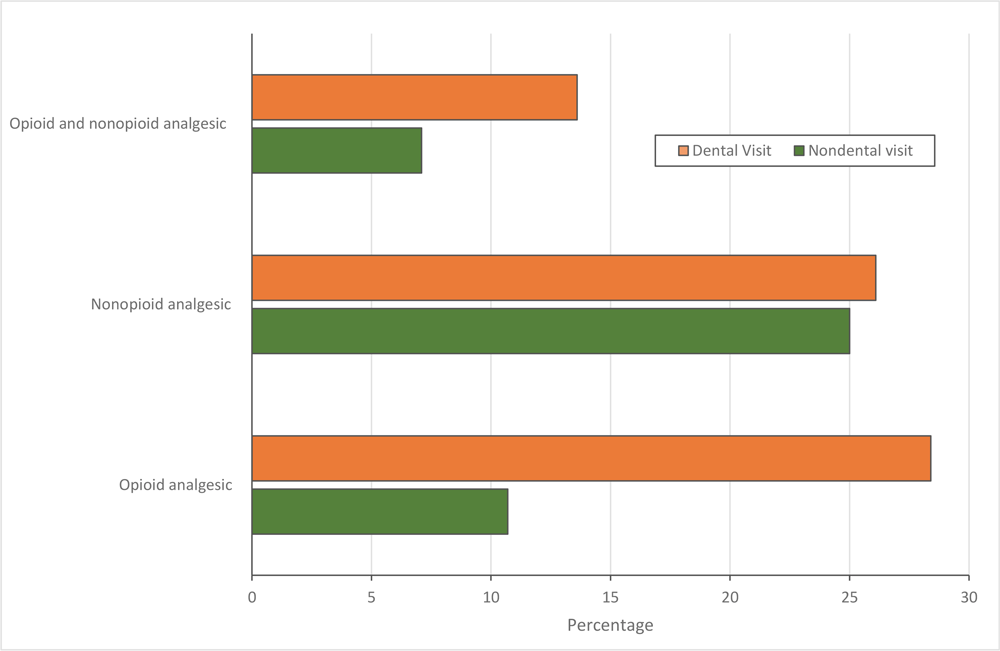 Opioid and nonopioid analgesic
Dental Visit Nondental visit
Nonopioid analgesic
Opioid analgesic
0 5 10 15 20 25 30
Percentage